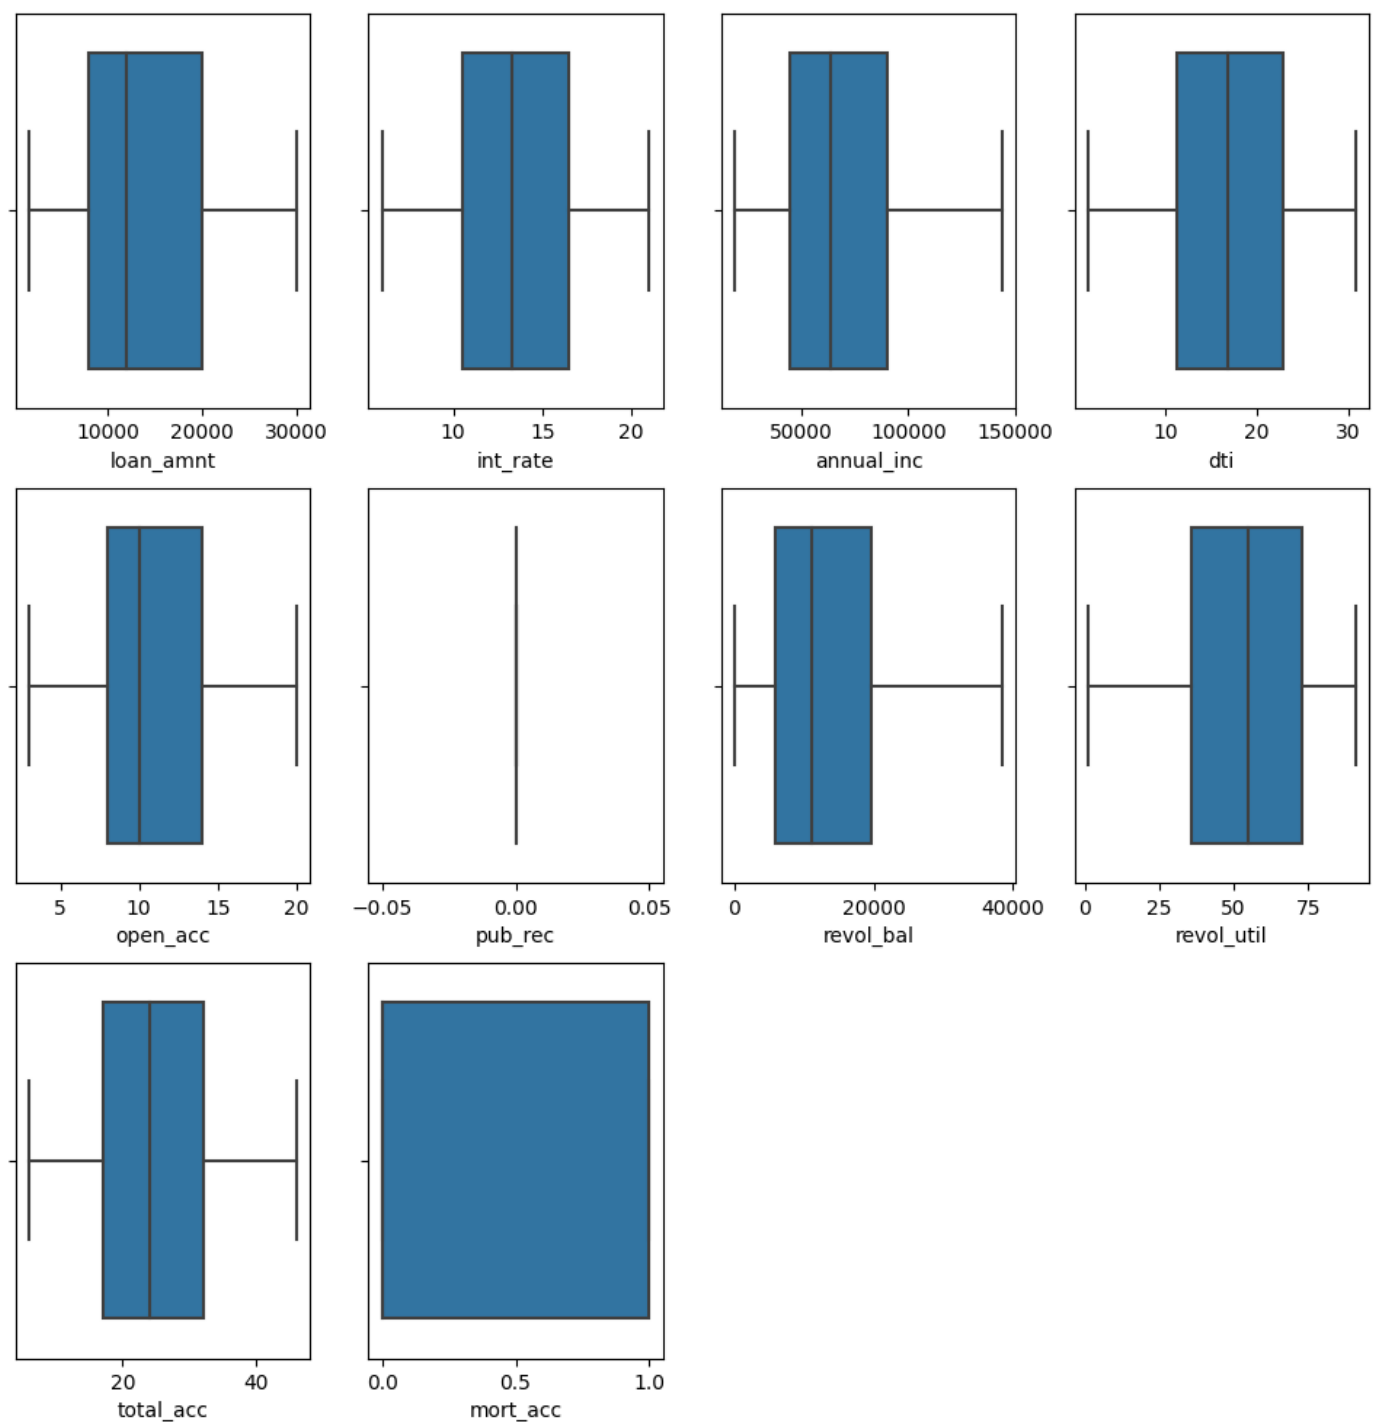 10000 20000 30000
loan_amnt
10 15 20
int_rate
50000 100000 150000
annual_inc
10 20 30
dti
5 10 15 20
open_acc
−0.05 0.00 0.05
pub_rec
0 20000 40000
revol_bal
0 25 50 75
revol_util
20 40
total_acc
0.0 0.5 1.0
mort_acc